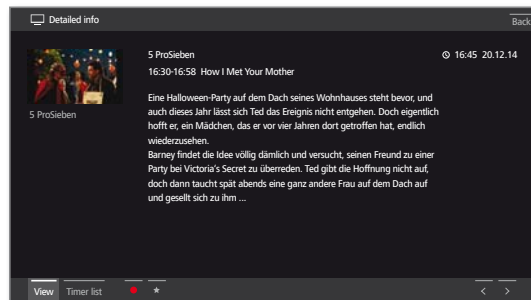 Detailed info
Back
5 ProSieben
16:45 20.12.14
16:30-16:58 How I Met Your Mother
5 ProSieben
Eine Halloween-Party auf dem Dach seines Wohnhauses steht bevor, und
auch dieses Jahr lässt sich Ted das Ereignis nicht entgehen. Doch eigentlich
hofft er, ein Mädchen, das er vor vier Jahren dort getroffen hat, endlich
wiederzusehen.
Barney findet die Idee völlig dämlich und versucht, seinen Freund zu einer
Party bei Victoria's Secret zu überreden. Ted gibt die Hoffnung nicht auf,
doch dann taucht spät abends eine ganz andere Frau auf dem Dach auf
und gesellt sich zu ihm ...
View Timer list